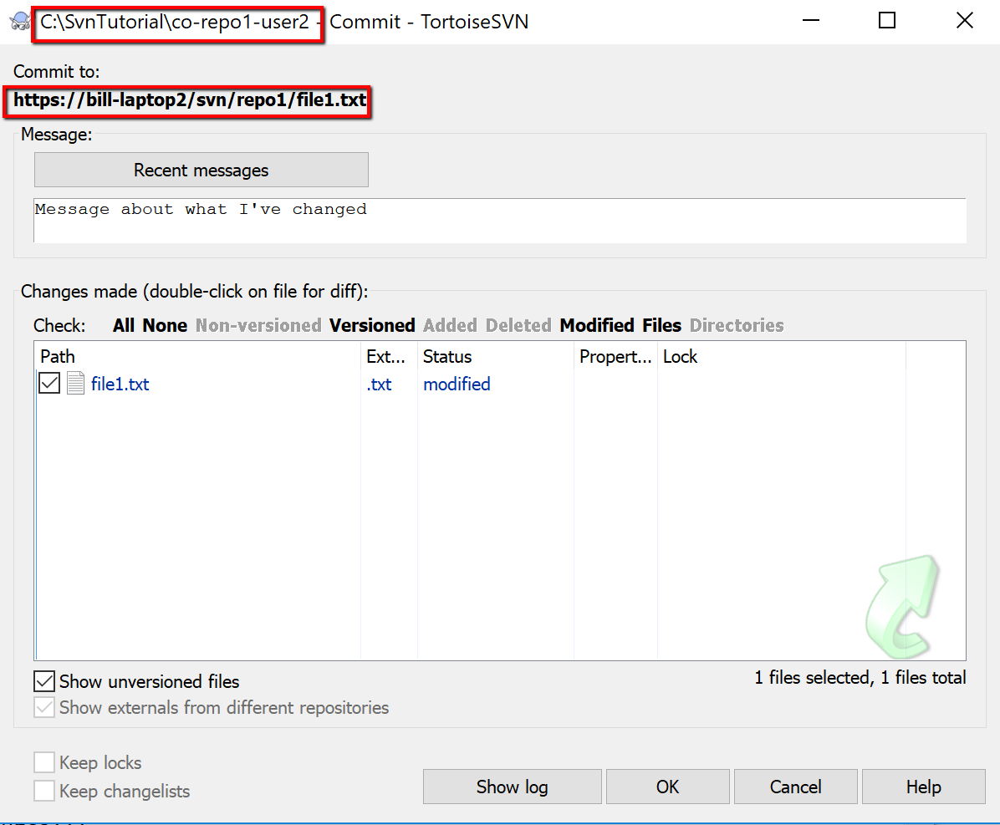 C:\SvnTutorial\co-repo1-user2 - Commit - TortoiseSVN
Commit to:
https://bill-laptop2/svn/repo1/file1.txt
Message:
Recent messages
Message about what I've changed
Changes made (double-click on file for diff):
Check: All None Non-versioned Versioned Added Deleted Modified Files Directories
Path Ext... Status Propert... Lock
file1.txt .txt modified
Show unversioned files 1 files selected, 1 files total
Show externals from different repositories
Keep locks
Keep changelists
Show log OK Cancel Help